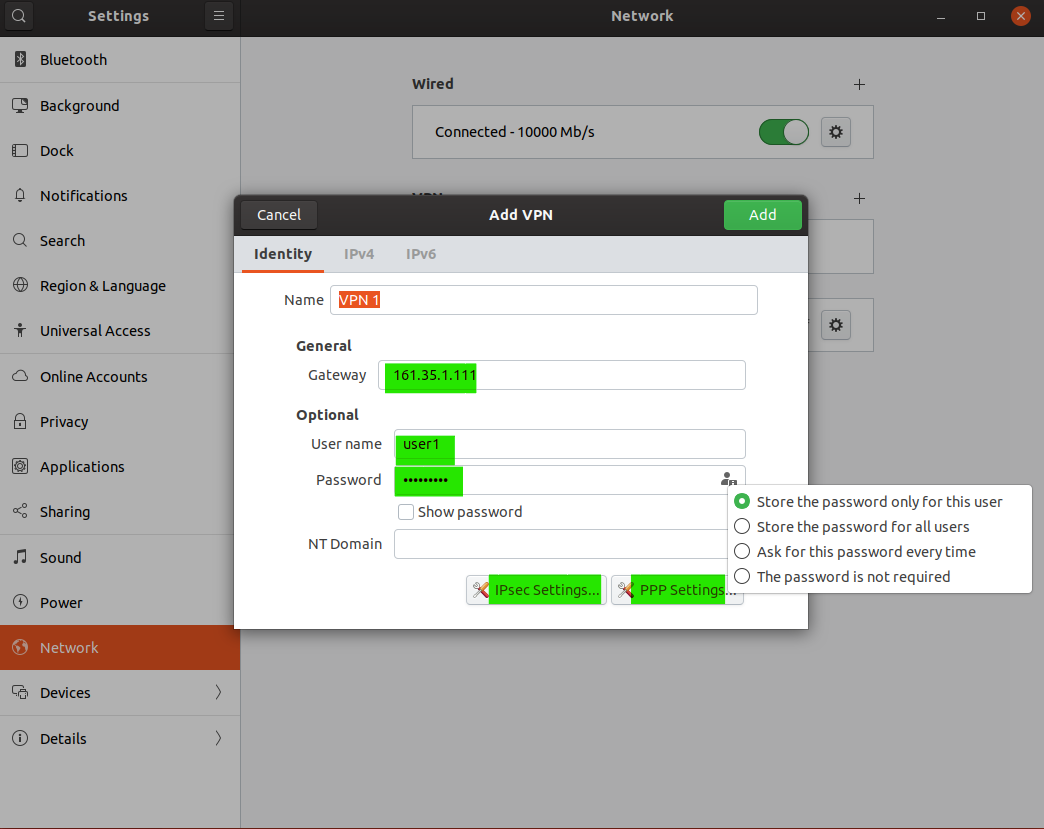 Settings
Network
Bluetooth
Background
Dock
Notifications
Search
Region & Language
Universal Access
Online Accounts
Privacy
Applications
Sharing
Sound
Power
Network
Devices
Details
Wired
Connected - 10000 Mb/s
Cancel
Add VPN
Add
Identity
IPv4
IPv6
Name
VPN 1
General
Gateway
161.35.1.111
Optional
User name
user1
Password
•••••••••
Show password
NT Domain
IPsec Settings...
PPP Settings...
Store the password only for this user
Store the password for all users
Ask for this password every time
The password is not required